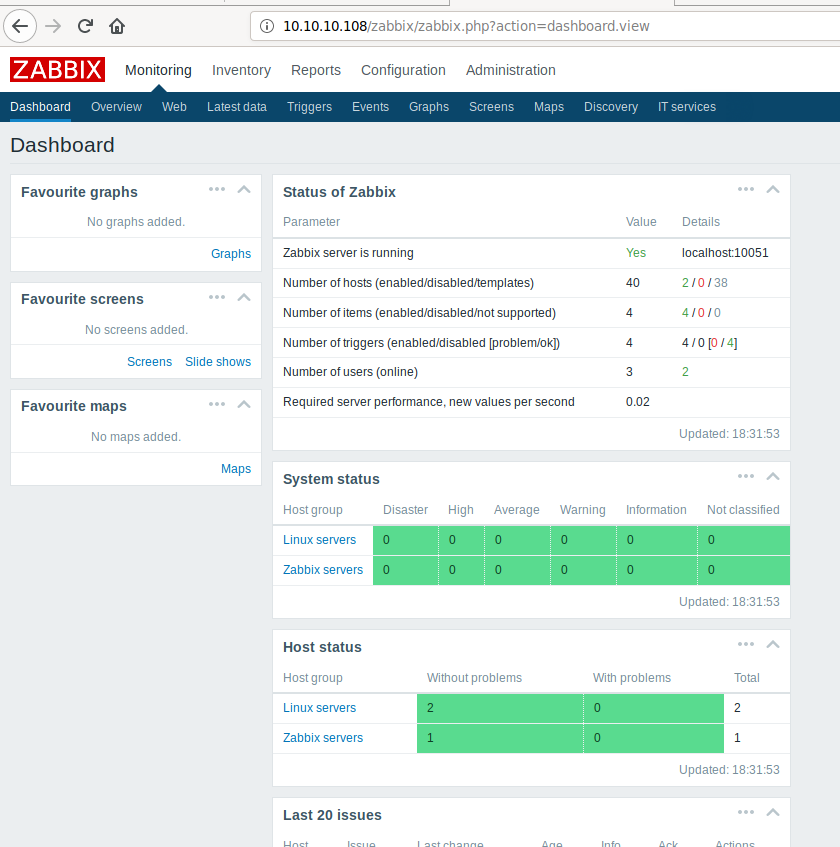 10.10.10.108/zabbix/zabbix.php?action=dashboard.view
ZABBIX Monitoring Inventory Reports Configuration Administration
Dashboard Overview Web Latest data Triggers Events Graphs Screens Maps Discovery IT services
Dashboard
Favourite graphs
No graphs added.
Graphs
Favourite screens
No screens added.
Screens Slide shows
Favourite maps
No maps added.
Maps
Status of Zabbix
Parameter Value Details
Zabbix server is running Yes localhost:10051
Number of hosts (enabled/disabled/templates) 40 2 / 0 / 38
Number of items (enabled/disabled/not supported) 4 4 / 0 / 0
Number of triggers (enabled/disabled [problem/ok]) 4 4 / 0 [0 / 4]
Number of users (online) 3 2
Required server performance, new values per second 0.02
Updated: 18:31:53
System status
Host group Disaster High Average Warning Information Not classified
Linux servers 0 0 0 0 0 0
Zabbix servers 0 0 0 0 0 0
Updated: 18:31:53
Host status
Host group Without problems With problems Total
Linux servers 2 0 2
Zabbix servers 1 0 1
Updated: 18:31:53
Last 20 issues
Host Issue Last change Age Info Ack Actions